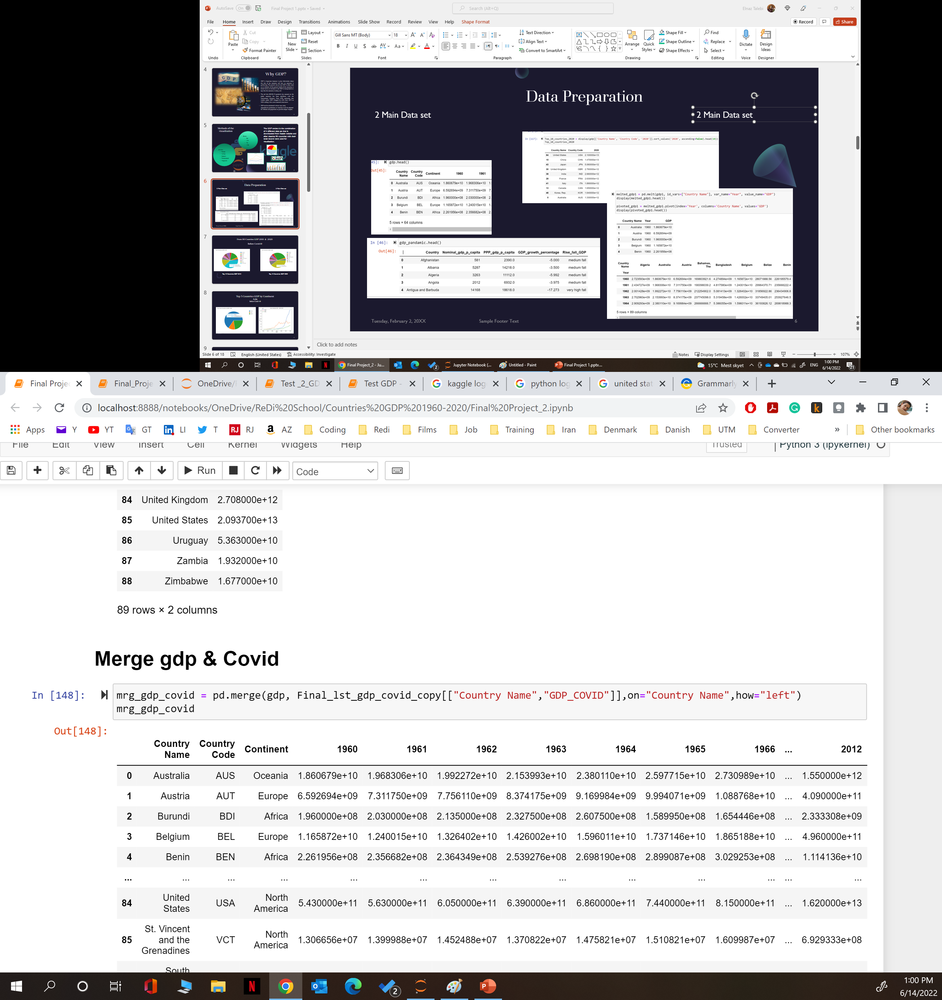 AutoSave On Final Project 1.pptx • Saved Search (Alt+Q) Elnaz Talebi
File Home Insert Draw Design Transitions Animations Slide Show Record Review View Help Shape Format Record Share
Cut
Copy
Format Painter
Paste
New
Slide
Layout
Reset
Section
Gill Sans MT (Body) 18
Text Direction
Align Text
Convert to SmartArt
Arrange
Quick
Styles
Shape Fill
Shape Outline
Shape Effects
Find
Replace
Select
Dictate
Design
Ideas
Undo Clipboard Slides Font Paragraph Drawing Editing Voice Designer
4
Why GDP?
5
Methods of the
visualization
6
Data Preparation
7
8
Top 5 Countries GDP by Continent
Asia
9
Data Preparation
2 Main Data set
2 Main Data set
In [117]: Top_10_countries_2020 = display(gdp[['Country Name', 'Country Code', '2020']].sort_values('2020', ascending=False).head(10))
Top_10_countries_2020
Country Name Country Code 2020
84 United States USA 2.100000e+13
15 China CHN 1.470000e+13
43 Japan JPN 5.060000e+12
30 United Kingdom GBR 2.760000e+12
38 India IND 2.660000e+12
28 France FRA 2.630000e+12
41 Italy ITA 1.890000e+12
13 Canada CAN 1.650000e+12
46 Korea, Rep. KOR 1.640000e+12
0 Australia AUS 1.330000e+12
45]: gdp.head()
Out[45]:
Country Name Country Code Continent 1960 1961
0 Australia AUS Oceania 1.860679e+10 1.968306e+10 1.
1 Austria AUT Europe 6.592694e+09 7.311750e+09 7.
2 Burundi BDI Africa 1.960000e+08 2.030000e+08 2.
3 Belgium BEL Europe 1.165872e+10 1.240015e+10 1.
4 Benin BEN Africa 2.261956e+08 2.356682e+08 2.
5 rows × 64 columns
In [46]: gdp_pandamic.head()
Out[46]:
Country Nominal_gdp_p_capita PPP_gdp_p_capita GDP_growth_percentage Rise_fall_GDP
0 Afghanistan 581 2390.0 -5.000 medium fall
1 Albania 5287 14218.0 -3.500 medium fall
2 Algeria 3263 11112.0 -5.992 medium fall
3 Angola 2012 6932.0 -3.975 medium fall
4 Antigua and Barbuda 14168 18618.0 -17.273 very high fall
melted_gdp1 = pd.melt(gdp1, id_vars=["Country Name"], var_name="Year", value_name="GDP")
display(melted_gdp1.head())
pivoted_gdp1 = melted_gdp1.pivot(index='Year', columns='Country Name', values='GDP')
display(pivoted_gdp1.head())
Country Name Year GDP
0 Australia 1960 1.860679e+10
1 Austria 1960 6.592694e+09
2 Burundi 1960 1.960000e+08
3 Belgium 1960 1.165872e+10
4 Benin 1960 2.261956e+08
Country Name Algeria Australia Austria Bahamas, The Bangladesh Belgium Belize Benin
Year
1960 2.723593e+09 1.860679e+10 6.592694e+09 169803921.6 4.274894e+09 1.165872e+10 28071888.56 226195579.4
1961 2.434727e+09 1.968306e+10 7.311750e+09 190098039.2 4.817580e+09 1.240015e+10 29964370.71 235668222.4
1962 2.001428e+09 1.992272e+10 7.756110e+09 212254902.0 5.081413e+09 1.326402e+10 31856922.86 236434906.8
1963 2.702960e+09 2.153993e+10 8.374175e+09 237745098.0 5.319458e+09 1.426002e+10 33749405.01 253927646.5
1964 2.909293e+09 2.380110e+10 9.169984e+09 266666666.7 5.386055e+09 1.596011e+10 36193826.12 269818988.3
5 rows × 89 columns
Tuesday, February 2, 20XX Sample Footer Text 6
Click to add notes
Slide 6 of 18 English (United States) Accessibility: Investigate Notes Display Settings 107%
Final Project_2 - Ju... 2 Jupyter Notebook (... Untitled - Paint Final Project 1.pptx... 15°C Mest skyet ENG 1:00 PM
6/14/2022 21
Final Projec Final_Proje OneDrive/ Test _2_GD Test GDP - kaggle log python log united stat Grammarly
localhost:8888/notebooks/OneDrive/ReDi%20School/Countries%20GDP%201960-2020/Final%20Project_2.ipynb
Apps Y YT GT LI T RJ RJ AZ Coding Redi Films Job Training Iran Denmark Danish UTM Converter » Other bookmarks
File Edit View Insert Cell Kernel Widgets Help Trusted Python 3 (ipykernel)
Run Code
84 United Kingdom 2.708000e+12
85 United States 2.093700e+13
86 Uruguay 5.363000e+10
87 Zambia 1.932000e+10
88 Zimbabwe 1.677000e+10
89 rows × 2 columns
Merge gdp & Covid
In [148]: mrg_gdp_covid = pd.merge(gdp, Final_lst_gdp_covid_copy[["Country Name","GDP_COVID"]],on="Country Name",how="left")
mrg_gdp_covid
Out[148]:
Country Name Country Code Continent 1960 1961 1962 1963 1964 1965 1966 ... 2012
0 Australia AUS Oceania 1.860679e+10 1.968306e+10 1.992272e+10 2.153993e+10 2.380110e+10 2.597715e+10 2.730989e+10 ... 1.550000e+12
1 Austria AUT Europe 6.592694e+09 7.311750e+09 7.756110e+09 8.374175e+09 9.169984e+09 9.994071e+09 1.088768e+10 ... 4.090000e+11
2 Burundi BDI Africa 1.960000e+08 2.030000e+08 2.135000e+08 2.327500e+08 2.607500e+08 1.589950e+08 1.654446e+08 ... 2.333308e+09
3 Belgium BEL Europe 1.165872e+10 1.240015e+10 1.326402e+10 1.426002e+10 1.596011e+10 1.737146e+10 1.865188e+10 ... 4.960000e+11
4 Benin BEN Africa 2.261956e+08 2.356682e+08 2.364349e+08 2.539276e+08 2.698190e+08 2.899087e+08 3.029253e+08 ... 1.114136e+10
... ... ... ... ... ... ... ... ... ... ... ... ...
84 United States USA North America 5.430000e+11 5.630000e+11 6.050000e+11 6.390000e+11 6.860000e+11 7.440000e+11 8.150000e+11 ... 1.620000e+13
85 St. Vincent and the Grenadines VCT North America 1.306656e+07 1.399988e+07 1.452488e+07 1.370822e+07 1.475821e+07 1.510821e+07 1.609987e+07 ... 6.929333e+08
South
2 1:00 PM
6/14/2022